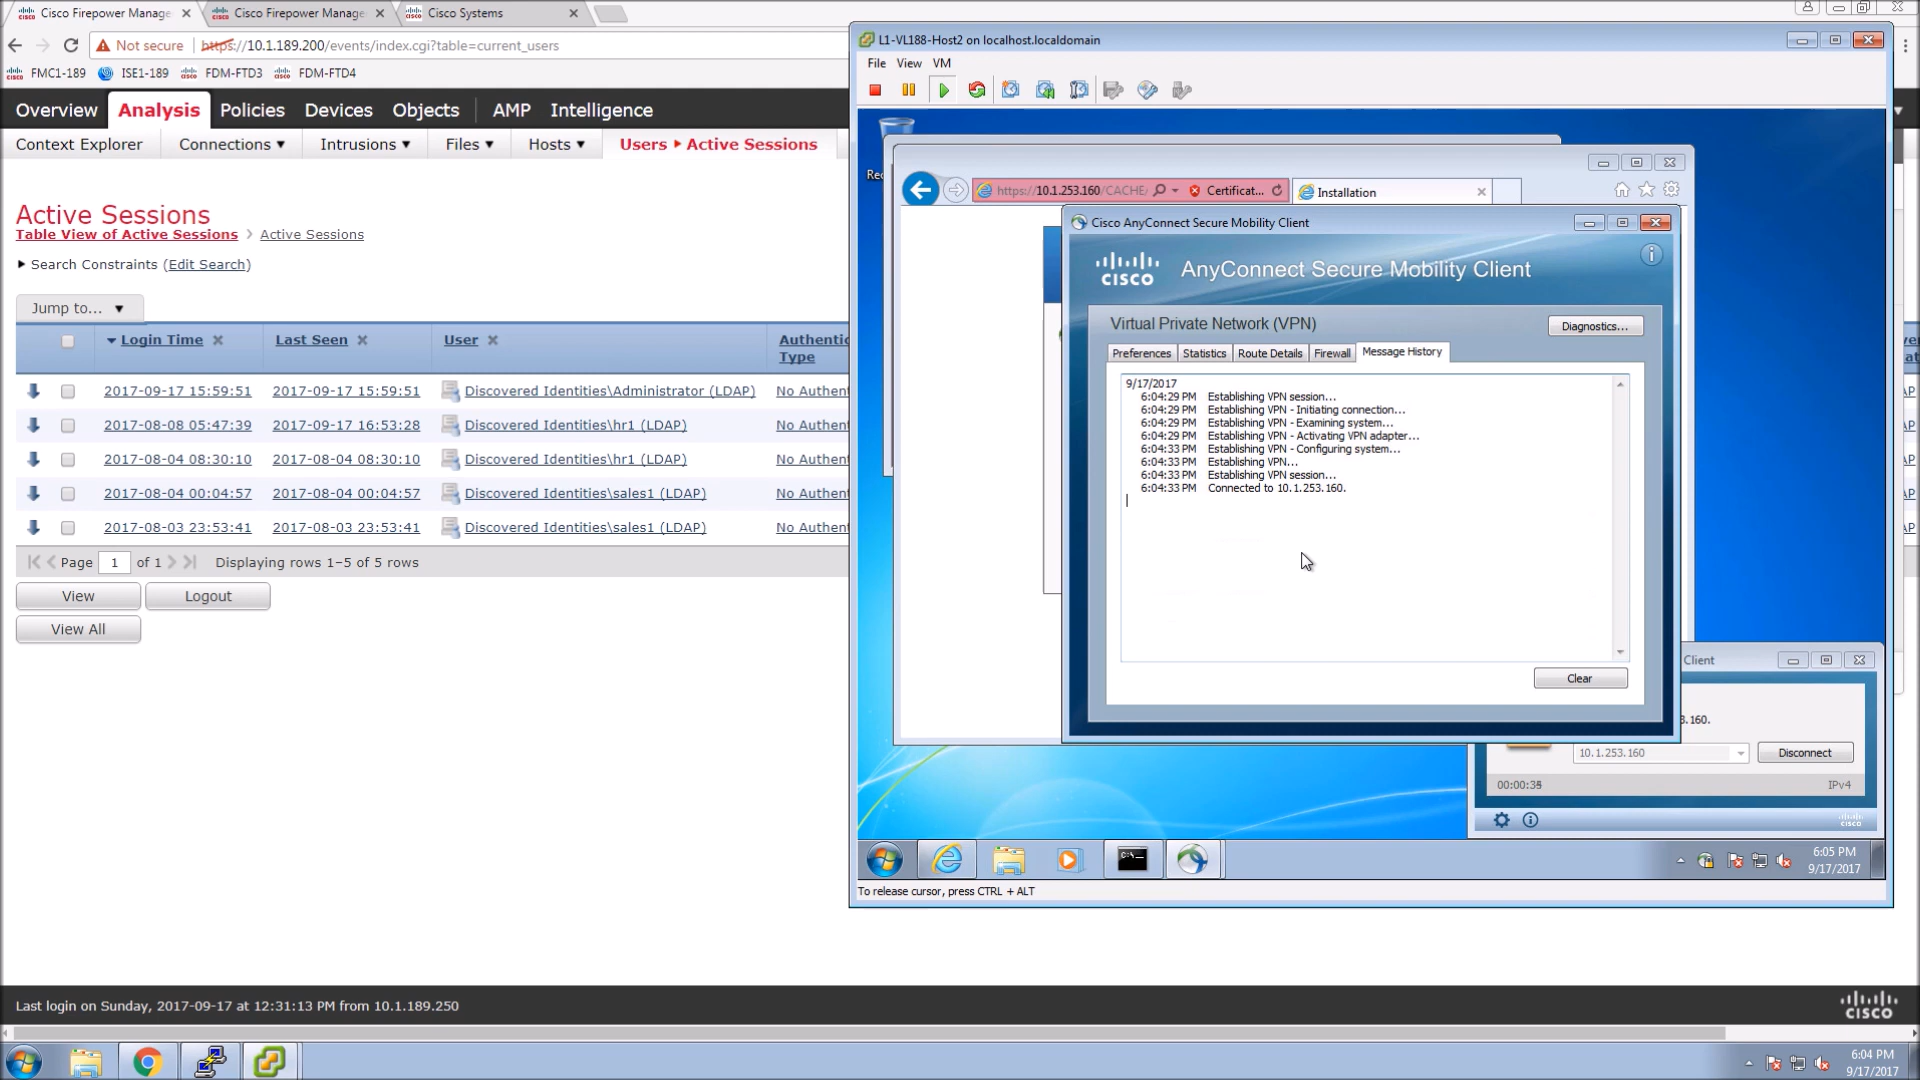 Cisco Firepower Manage
Cisco Firepower Manage
Cisco Systems
Not secure
https://10.1.189.200/events/index.cgi?table=current_users
FMC1-189
ISE1-189
FDM-FTD3
FDM-FTD4
Overview
Analysis
Policies
Devices
Objects
AMP
Intelligence
Context Explorer
Connections
Intrusions
Files
Hosts
Users
Active Sessions
Active Sessions
Table View of Active Sessions > Active Sessions
Search Constraints (Edit Search)
Jump to...
Login Time
Last Seen
User
Authentic
Type
2017-09-17 15:59:51
2017-09-17 15:59:51
Discovered Identities\Administrator (LDAP)
No Authen
2017-08-08 05:47:39
2017-09-17 16:53:28
Discovered Identities\hr1 (LDAP)
No Authen
2017-08-04 08:30:10
2017-08-04 08:30:10
Discovered Identities\hr1 (LDAP)
No Authen
2017-08-04 00:04:57
2017-08-04 00:04:57
Discovered Identities\sales1 (LDAP)
No Authen
2017-08-03 23:53:41
2017-08-03 23:53:41
Discovered Identities\sales1 (LDAP)
No Authen
Page 1 of 1
Displaying rows 1–5 of 5 rows
View
Logout
View All
L1-VL188-Host2 on localhost.localdomain
File
View
VM
Rec
https://10.1.253.160/CACHE/
Certificat...
Installation
Cisco AnyConnect Secure Mobility Client
cisco
AnyConnect Secure Mobility Client
Virtual Private Network (VPN)
Diagnostics...
Preferences
Statistics
Route Details
Firewall
Message History
9/17/2017
6:04:29 PM Establishing VPN session...
6:04:29 PM Establishing VPN - Initiating connection...
6:04:29 PM Establishing VPN - Examining system...
6:04:29 PM Establishing VPN - Activating VPN adapter...
6:04:33 PM Establishing VPN - Configuring system...
6:04:33 PM Establishing VPN...
6:04:33 PM Establishing VPN session...
6:04:33 PM Connected to 10.1.253.160.
Clear
Client
3.160.
10.1.253.160
Disconnect
IPv4
cisco
6:05 PM
9/17/2017
To release cursor, press CTRL + ALT
Last login on Sunday, 2017-09-17 at 12:31:13 PM from 10.1.189.250
cisco
6:04 PM
9/17/2017